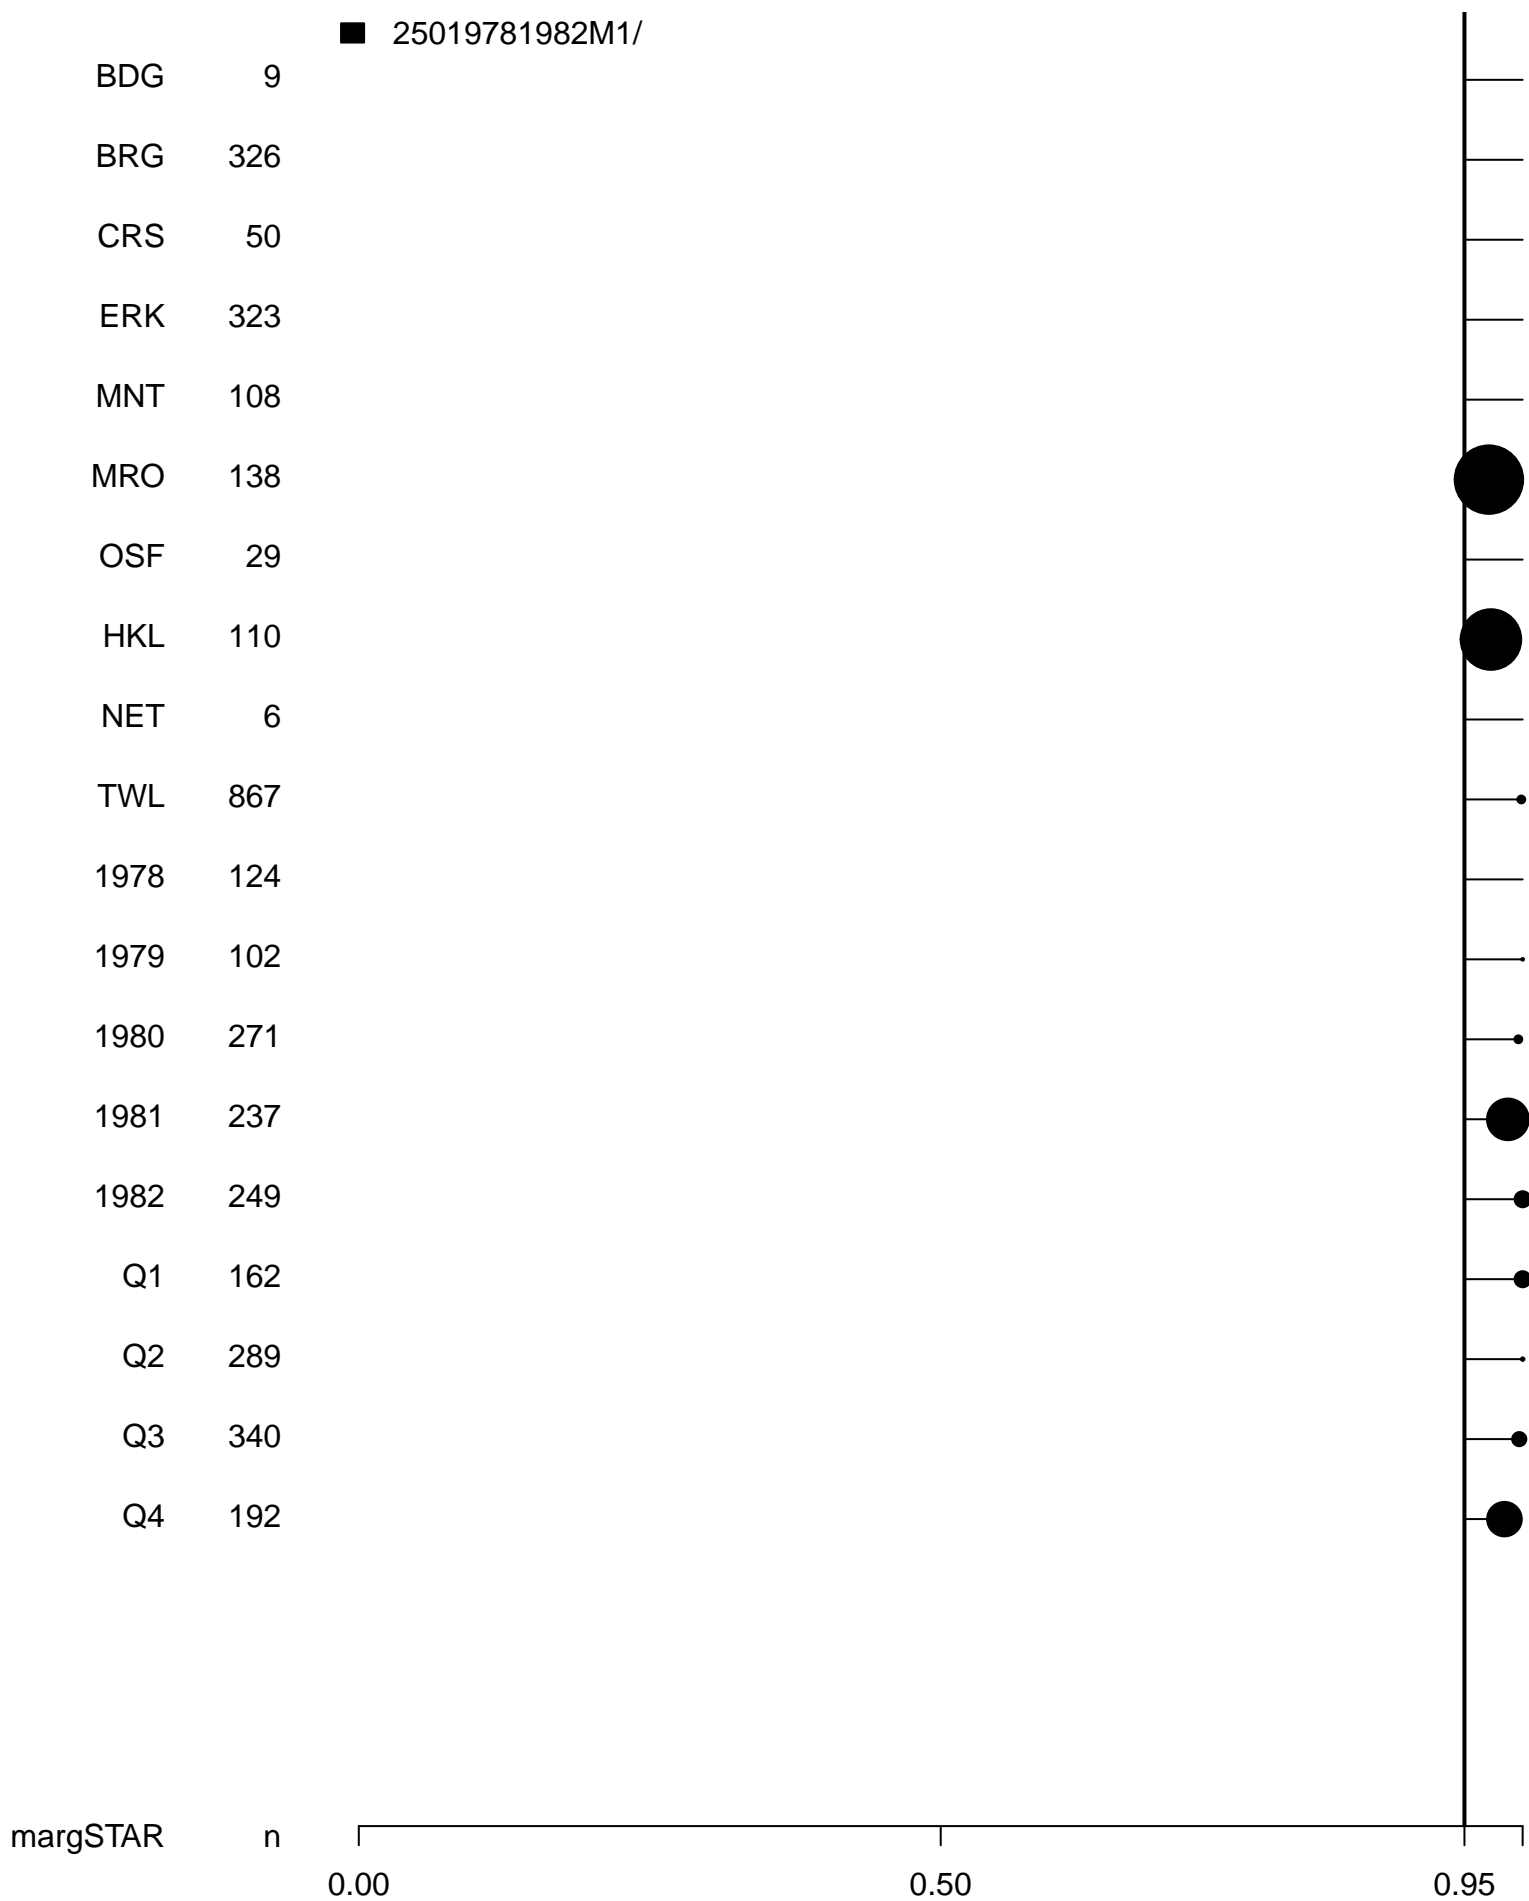 25019781982M1/
BDG 9
BRG 326
CRS 50
ERK 323
MNT 108
MRO 138
OSF 29
HKL 110
NET 6
TWL 867
1978 124
1979 102
1980 271
1981 237
1982 249
Q1 162
Q2 289
Q3 340
Q4 192
margSTAR n
0.00 0.50 0.95